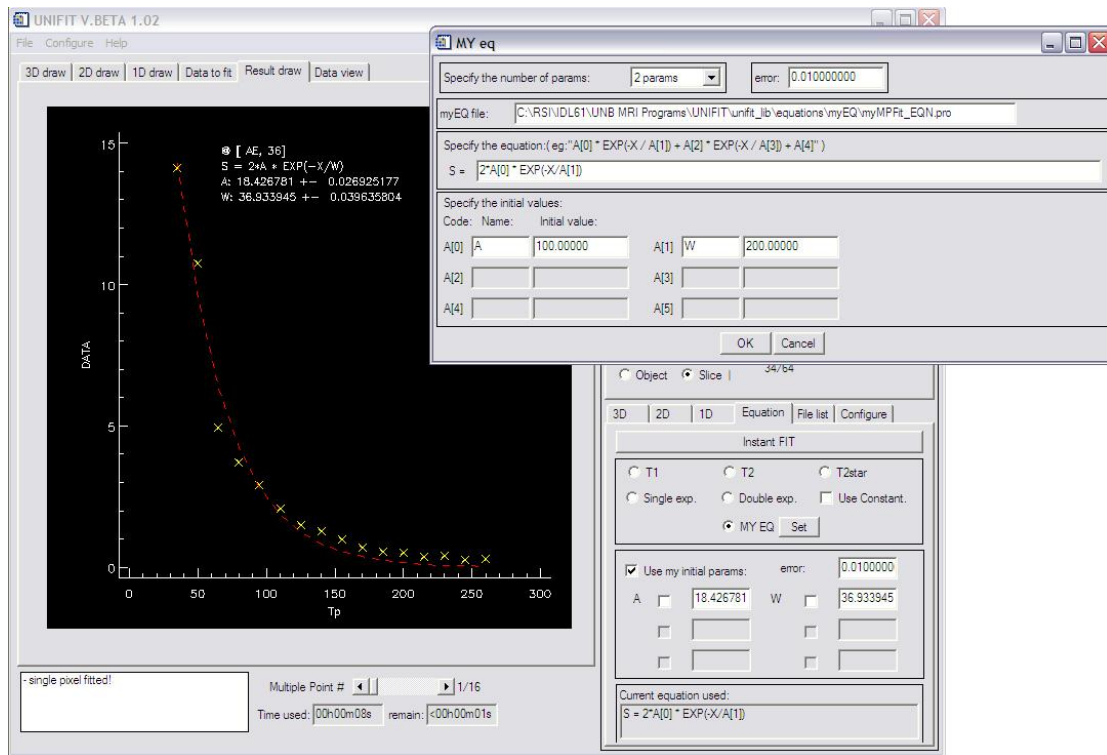 UNIFIT V.BETA 1.02
File Configure Help
3D draw 2D draw 1D draw Data to fit Result draw Data view
@ [ AE, 36]
S = 2*A * EXP(-X/W)
A: 18.426781 +- 0.026925177
W: 36.933945 +- 0.039635804
15
10
5
0
DATA
0 50 100 150 200 250 300
Tp
- single pixel fitted!
Multiple Point # 1/16
Time used: 00h00m08s remain: <00h00m01s
MY eq
Specify the number of params: 2 params error: 0.010000000
myEQ file: C:\RSI\IDL61\UNB MRI Programs\UNIFIT\unifit_lib\equations\myEQ\myMPFit_EQN.pro
Specify the equation:( eg:"A[0] * EXP(-X / A[1]) + A[2] * EXP(-X / A[3]) + A[4]" )
S = 2*A[0] * EXP(-X/A[1])
Specify the initial values:
Code: Name: Initial value:
A[0] A 100.00000 A[1] W 200.00000
A[2] A[3]
A[4] A[5]
OK Cancel
Object Slice | 34/64
3D 2D 1D Equation File list Configure
Instant FIT
T1 T2 T2star
Single exp. Double exp. Use Constant.
MY EQ Set
Use my initial params: error: 0.0100000
A 18.426781 W 36.933945
Current equation used:
S = 2*A[0] * EXP(-X/A[1])